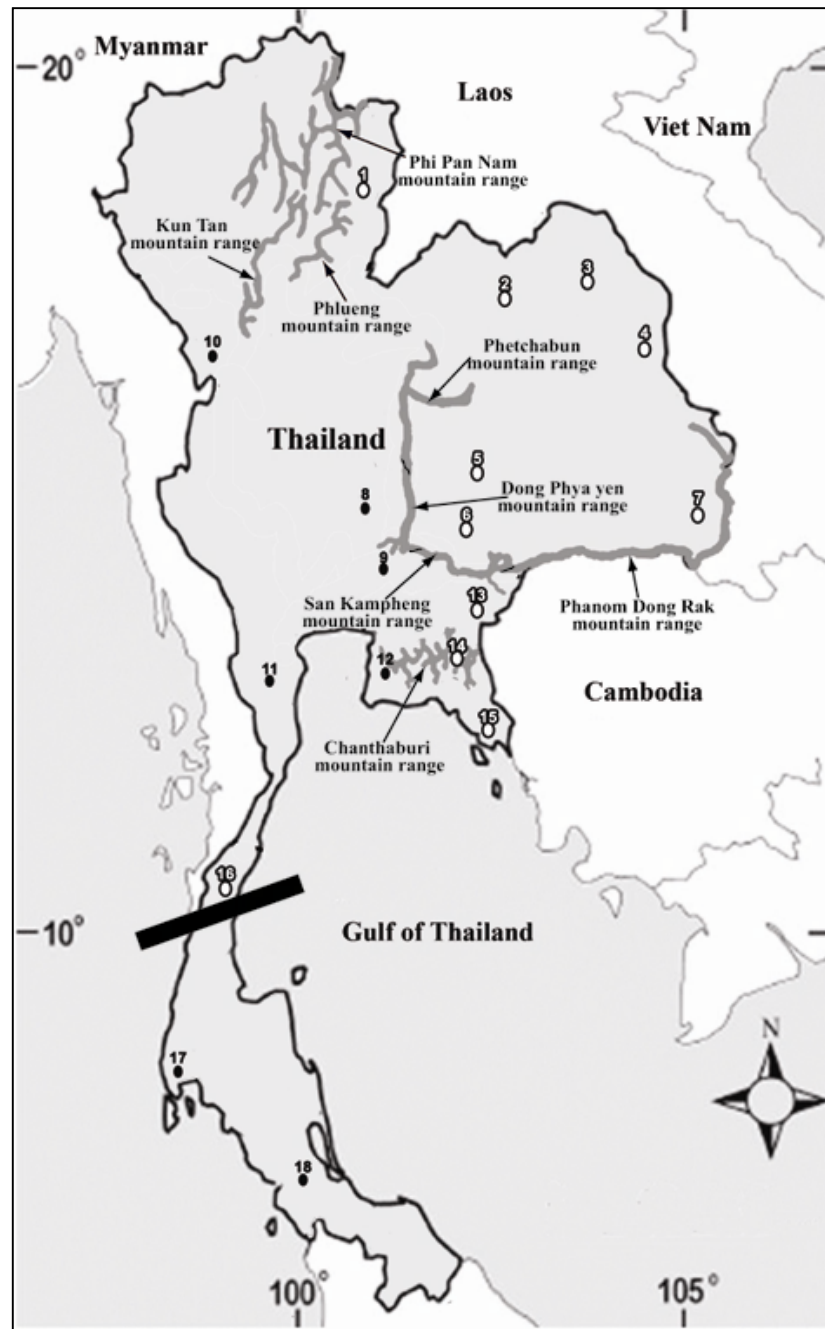 Myanmar
20°
Laos
Viet Nam
Phi Pan Nam
mountain range
1
Kun Tan
mountain range
3
2
Phlueng
mountain range
4
10
Phetchabun
mountain range
Thailand
5
Dong Phya yen
mountain range
8
6
7
9
San Kampheng
mountain range
13
Phanom Dong Rak
mountain range
14
12
11
Cambodia
15
Chanthaburi
mountain range
16
10°
Gulf of Thailand
N
17
18
100°
105°